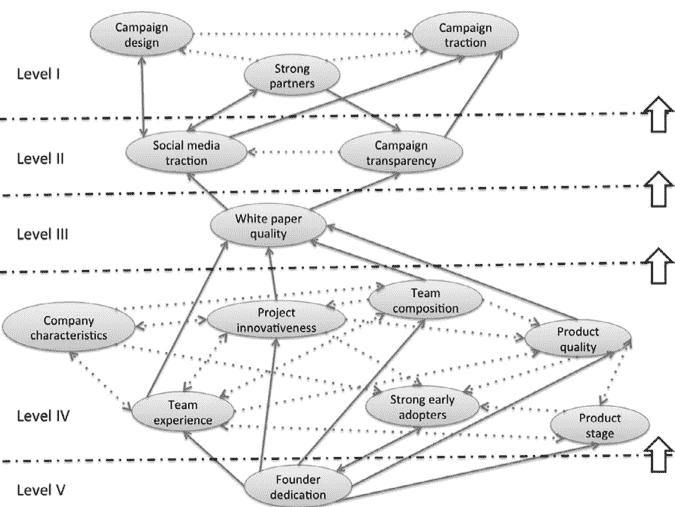 Campaign
design
Campaign
traction
Level I
Strong
partners
Level II
Social media
traction
Campaign
transparency
Level III
White paper
quality
Company
characteristics
Project
innovativeness
Team
composition
Product
quality
Level IV
Team
experience
Strong early
adopters
Product
stage
Level V
Founder
dedication